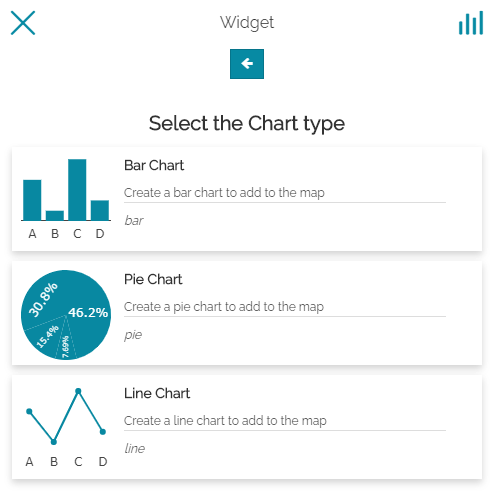 Widget
Select the Chart type
Bar Chart
Create a bar chart to add to the map
bar
A B C D
Pie Chart
Create a pie chart to add to the map
pie
30.8%
46.2%
15.4%
7.69%
Line Chart
Create a line chart to add to the map
line
A B C D